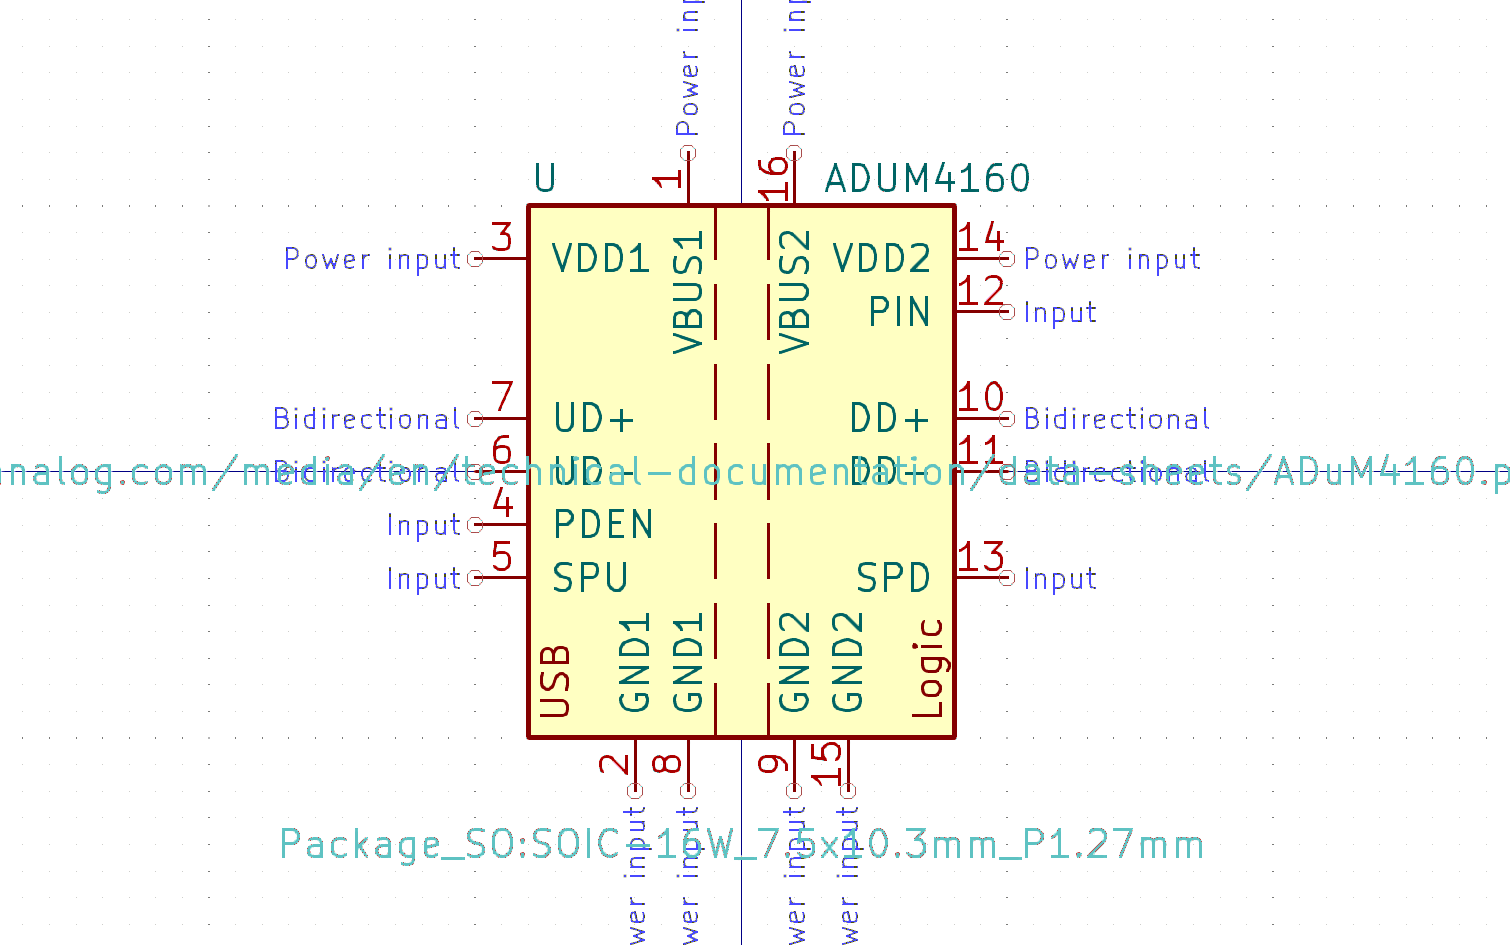 Power inp
Power inp
U
1
16
ADUM4160
Power input
3
VDD1
VBUS1
VBUS2
VDD2
14
Power input
PIN
12
Input
Bidirectional
7
UD+
DD+
10
Bidirectional
Bidirectional
6
UD-
DD-
11
Bidirectional
nalog.com/media/en/technical-documentation/data-sheets/ADuM4160.p
Input
4
PDEN
Input
5
SPU
SPD
13
Input
USB
GND1
GND1
GND2
GND2
Logic
2
8
9
15
wer input
wer input
wer input
wer input
Package_SO:SOIC-16W_7.5x10.3mm_P1.27mm